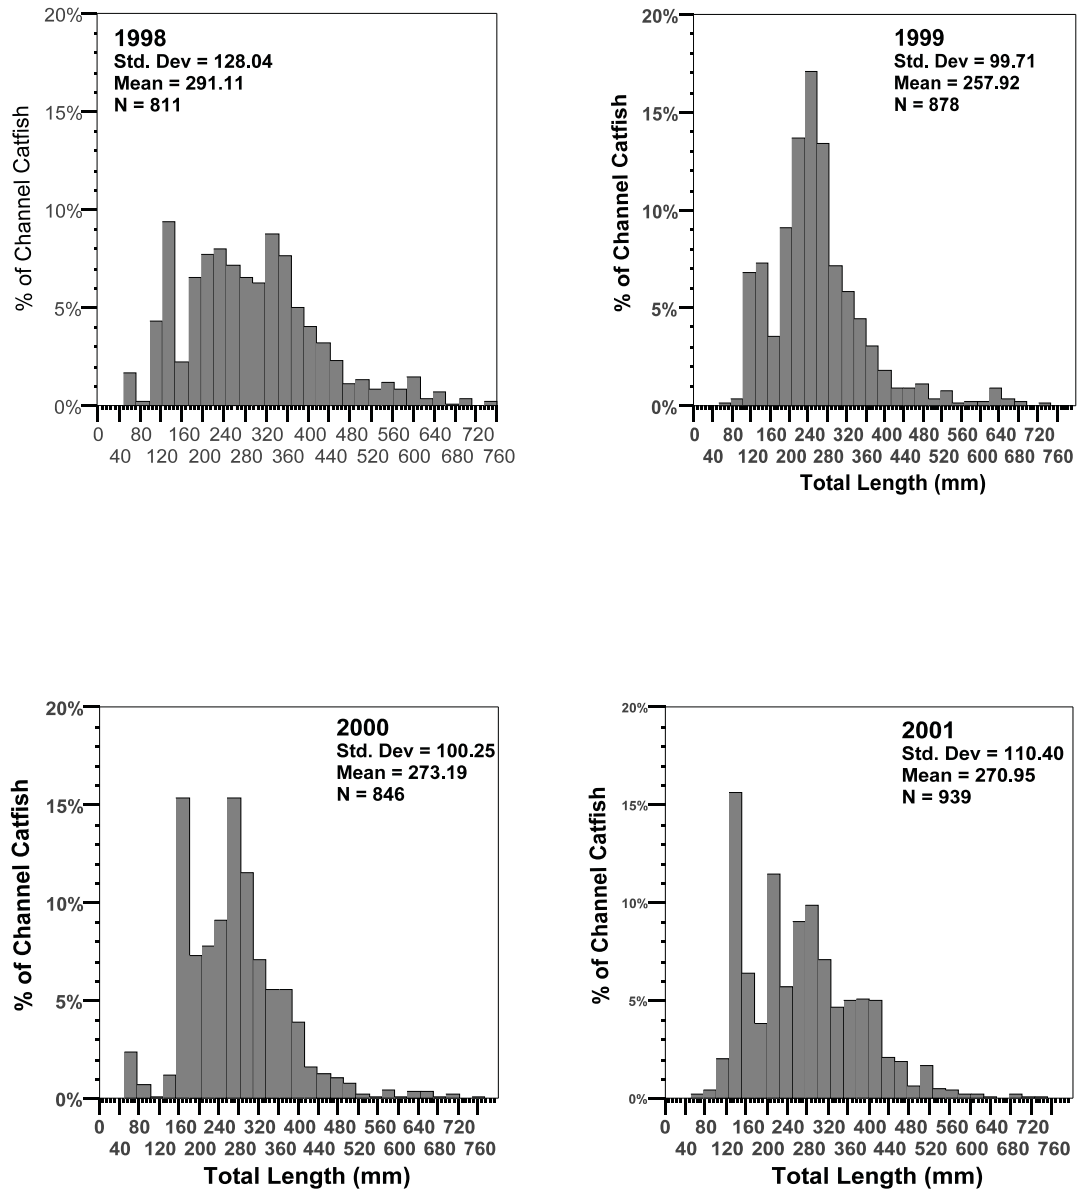 20%
15%
10%
5%
0%
% of Channel Catfish
1998
Std. Dev = 128.04
Mean = 291.11
N = 811
0 80 160 240 320 400 480 560 640 720
40 120 200 280 360 440 520 600 680 760
20%
15%
10%
5%
0%
% of Channel Catfish
1999
Std. Dev = 99.71
Mean = 257.92
N = 878
0 80 160 240 320 400 480 560 640 720
40 120 200 280 360 440 520 600 680 760
Total Length (mm)
20%
15%
10%
5%
0%
% of Channel Catfish
2000
Std. Dev = 100.25
Mean = 273.19
N = 846
0 80 160 240 320 400 480 560 640 720
40 120 200 280 360 440 520 600 680 760
Total Length (mm)
20%
15%
10%
5%
0%
% of Channel Catfish
2001
Std. Dev = 110.40
Mean = 270.95
N = 939
0 80 160 240 320 400 480 560 640 720
40 120 200 280 360 440 520 600 680 760
Total Length (mm)